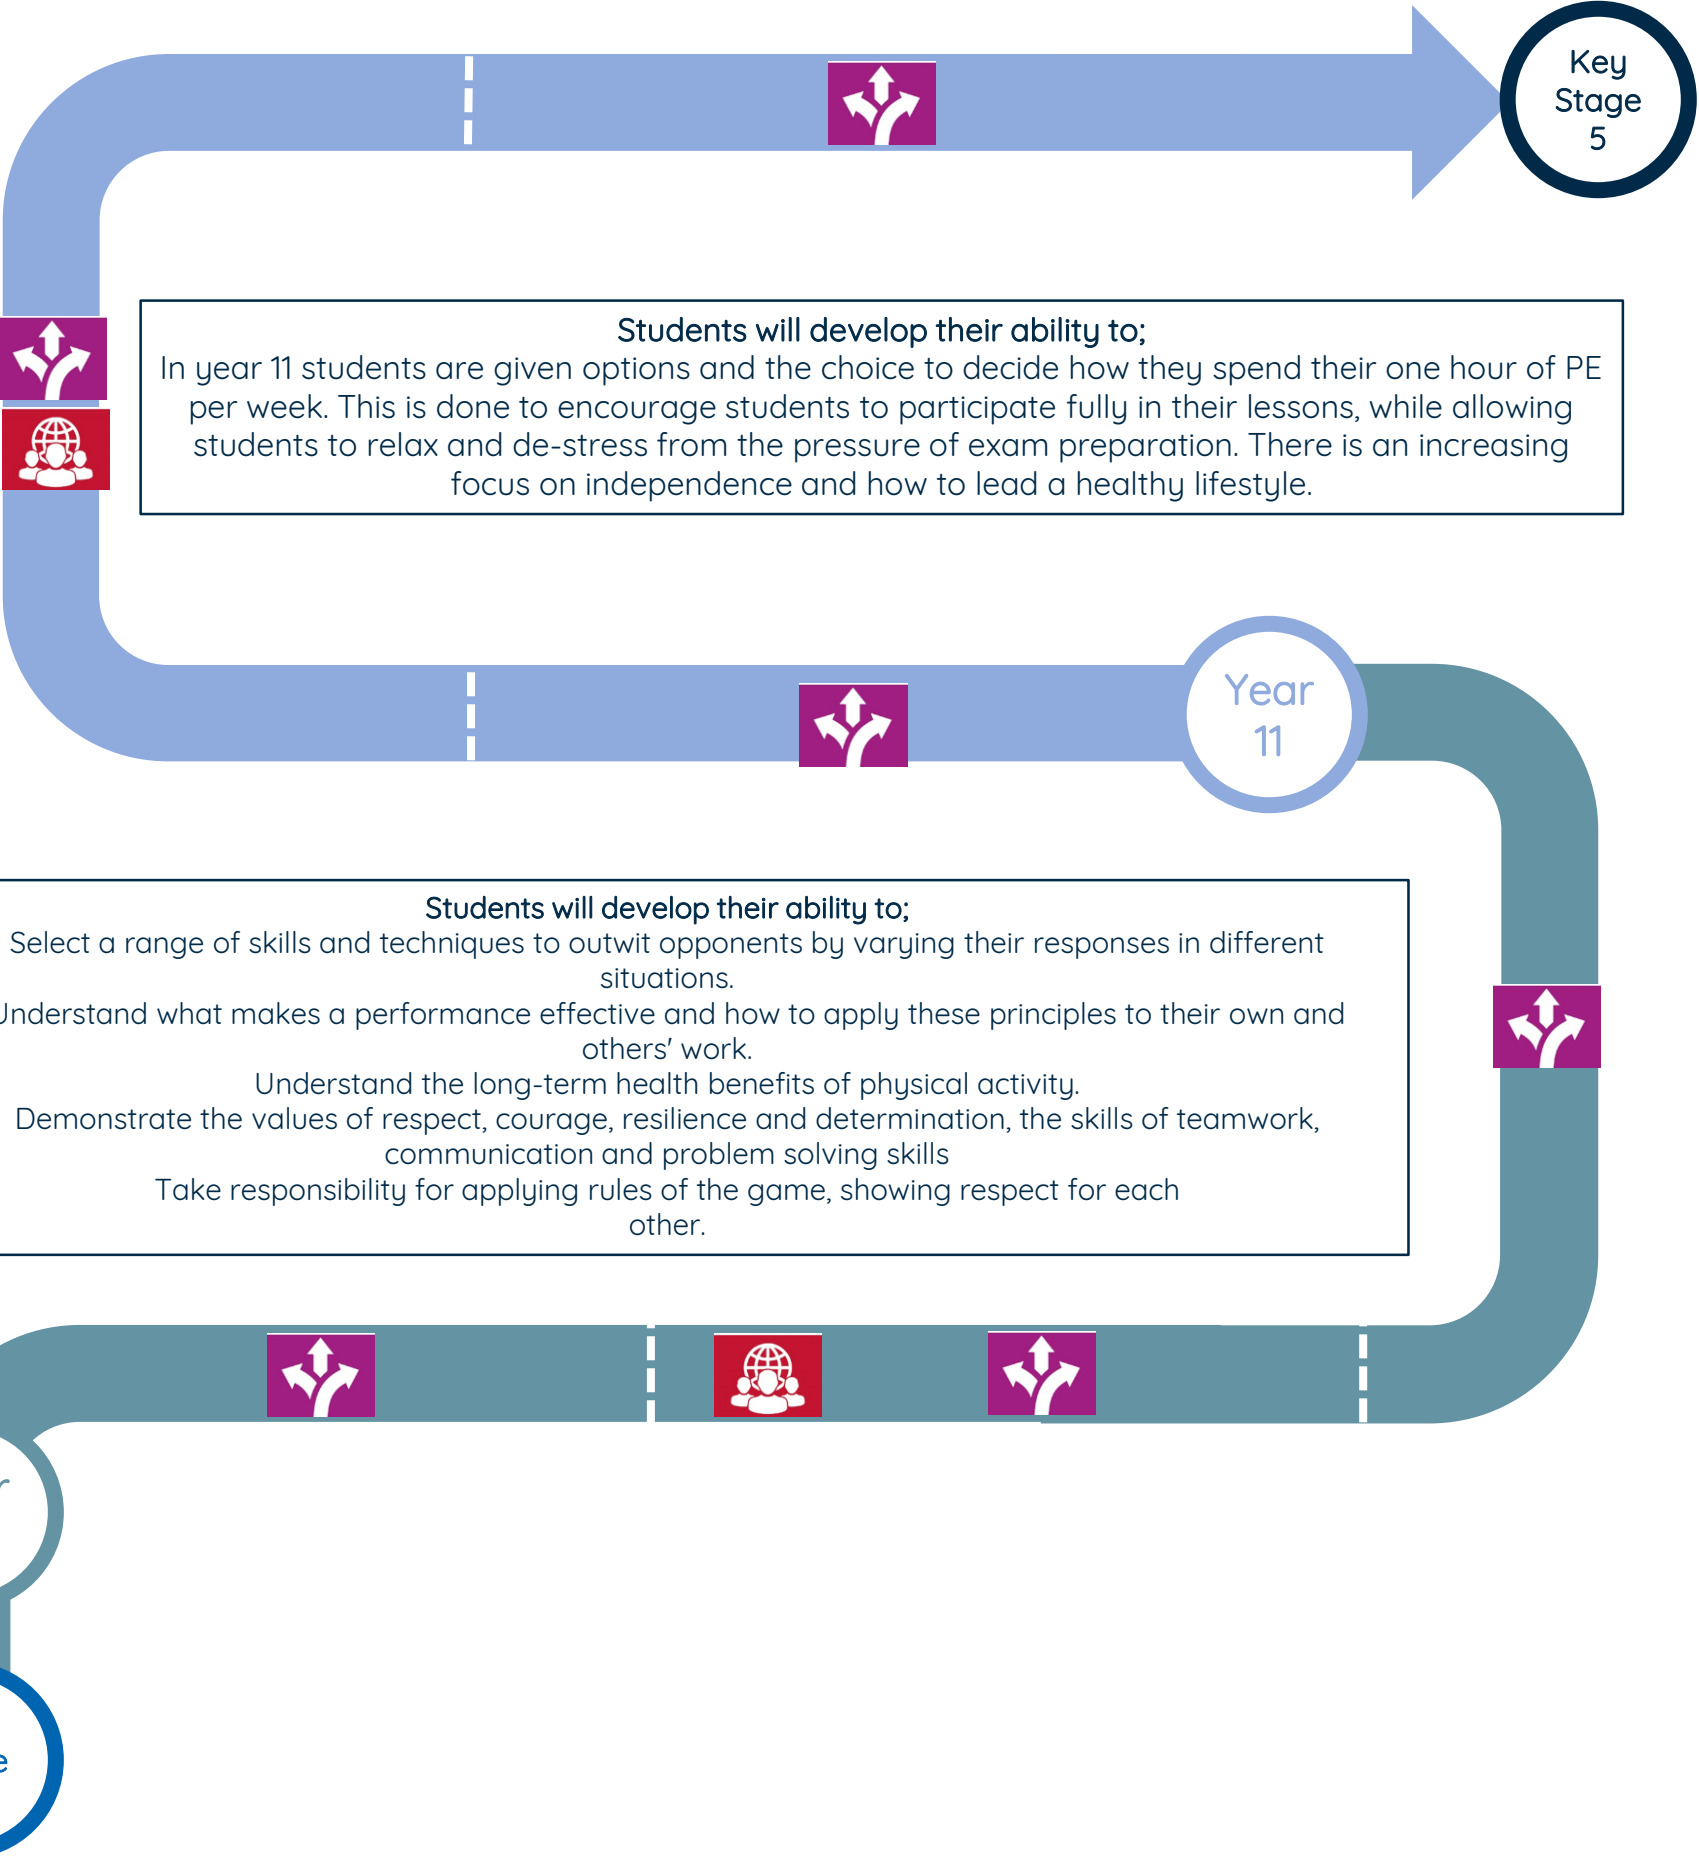 Key
Stage
5
Students will develop their ability to;
In year 11 students are given options and the choice to decide how they spend their one hour of PE
per week. This is done to encourage students to participate fully in their lessons, while allowing
students to relax and de-stress from the pressure of exam preparation. There is an increasing
focus on independence and how to lead a healthy lifestyle.
Year
11
Students will develop their ability to;
Select a range of skills and techniques to outwit opponents by varying their responses in different
situations.
Understand what makes a performance effective and how to apply these principles to their own and
others' work.
Understand the long-term health benefits of physical activity.
Demonstrate the values of respect, courage, resilience and determination, the skills of teamwork,
communication and problem solving skills
Take responsibility for applying rules of the game, showing respect for each
other.